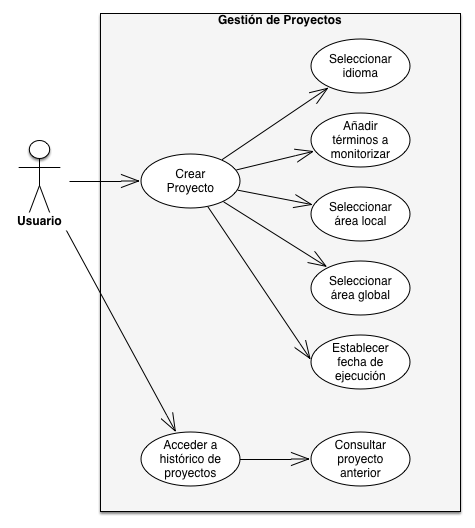 Gestión de Proyectos
Seleccionar
idioma
Añadir
términos a
monitorizar
Crear
Proyecto
Seleccionar
área local
Usuario
Seleccionar
área global
Establecer
fecha de
ejecución
Acceder a
histórico de
proyectos
Consultar
proyecto
anterior